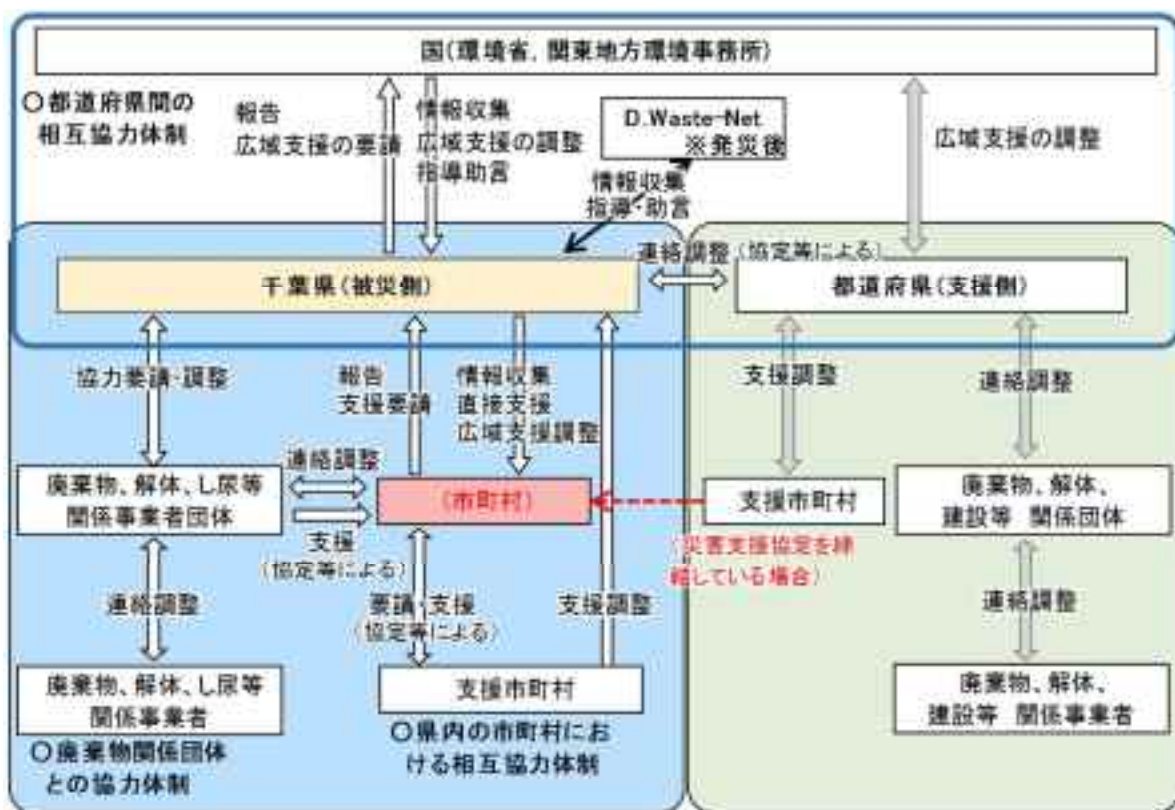 国(環境省、関東地方環境事務所)
○都道府県間の
相互協力体制
報告
広域支援の要請
情報収集
広域支援の調整
指導助言
D.Waste-Net
※発災後
広域支援の調整
情報収集
指導・助言
連絡調整(協定等による)
千葉県(被災側)
都道府県(支援側)
協力要請・調整
報告
支援要請
情報収集
直接支援
広域支援調整
支援調整
連絡調整
廃棄物、解体、し尿等
関係事業者団体
連絡調整
(市町村)
支援市町村
廃棄物、解体、
建設等 関係団体
支援
(協定等による)
(災害支援協定を締
結している場合)
連絡調整
要請・支援
(協定等による)
支援調整
連絡調整
廃棄物、解体、し尿等
関係事業者
支援市町村
廃棄物、解体、
建設等 関係事業者
○廃棄物関係団体
との協力体制
○県内の市町村にお
ける相互協力体制